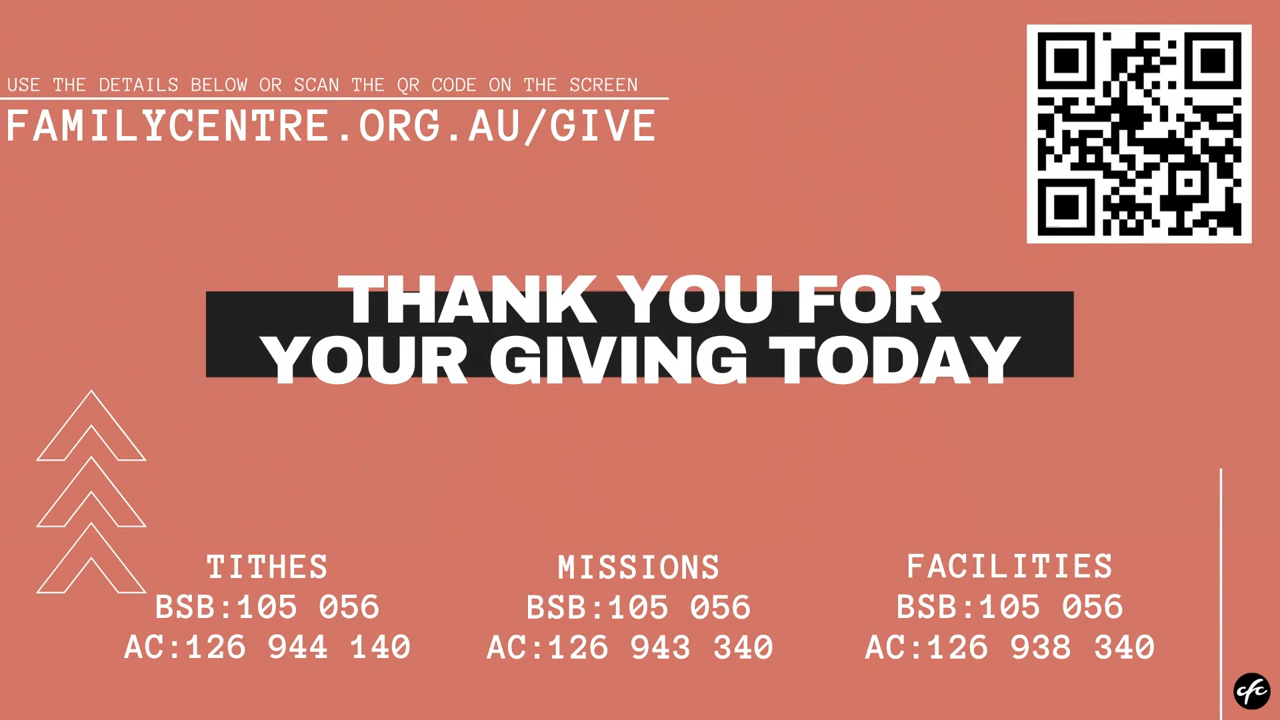 USE THE DETAILS BELOW OR SCAN THE QR CODE ON THE SCREEN
FAMILYCENTRE.ORG.AU/GIVE
THANK YOU FOR
YOUR GIVING TODAY
TITHES
BSB:105 056
AC:126 944 140
MISSIONS
BSB:105 056
AC:126 943 340
FACILITIES
BSB:105 056
AC:126 938 340
cfc